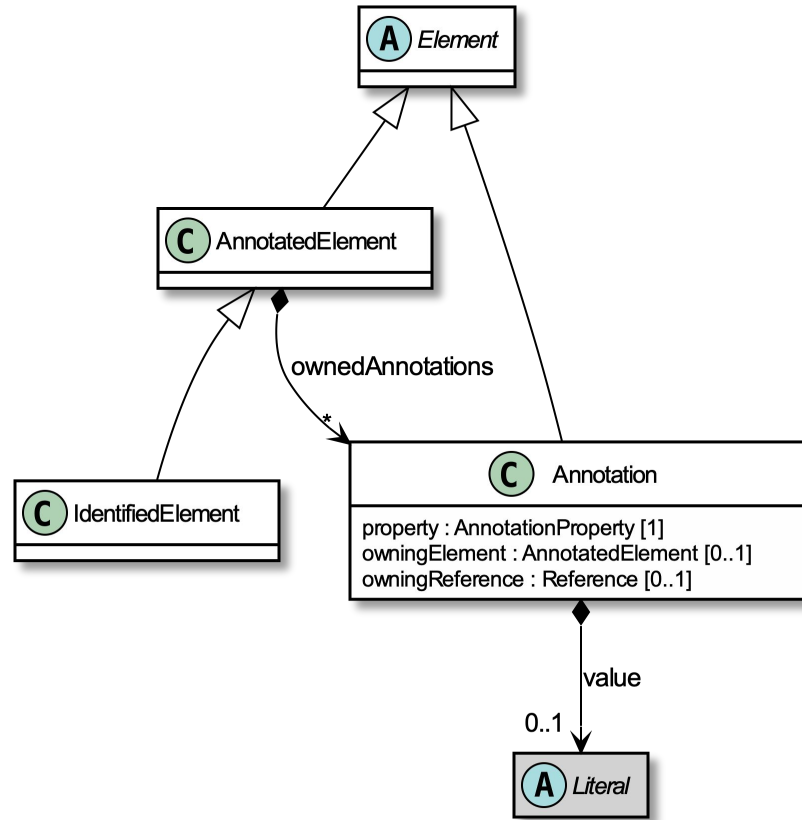 A Element
C AnnotatedElement
ownedAnnotations
*
C Annotation
C IdentifiedElement
property : AnnotationProperty [1]
owningElement : AnnotatedElement [0..1]
owningReference : Reference [0..1]
value
0..1
A Literal